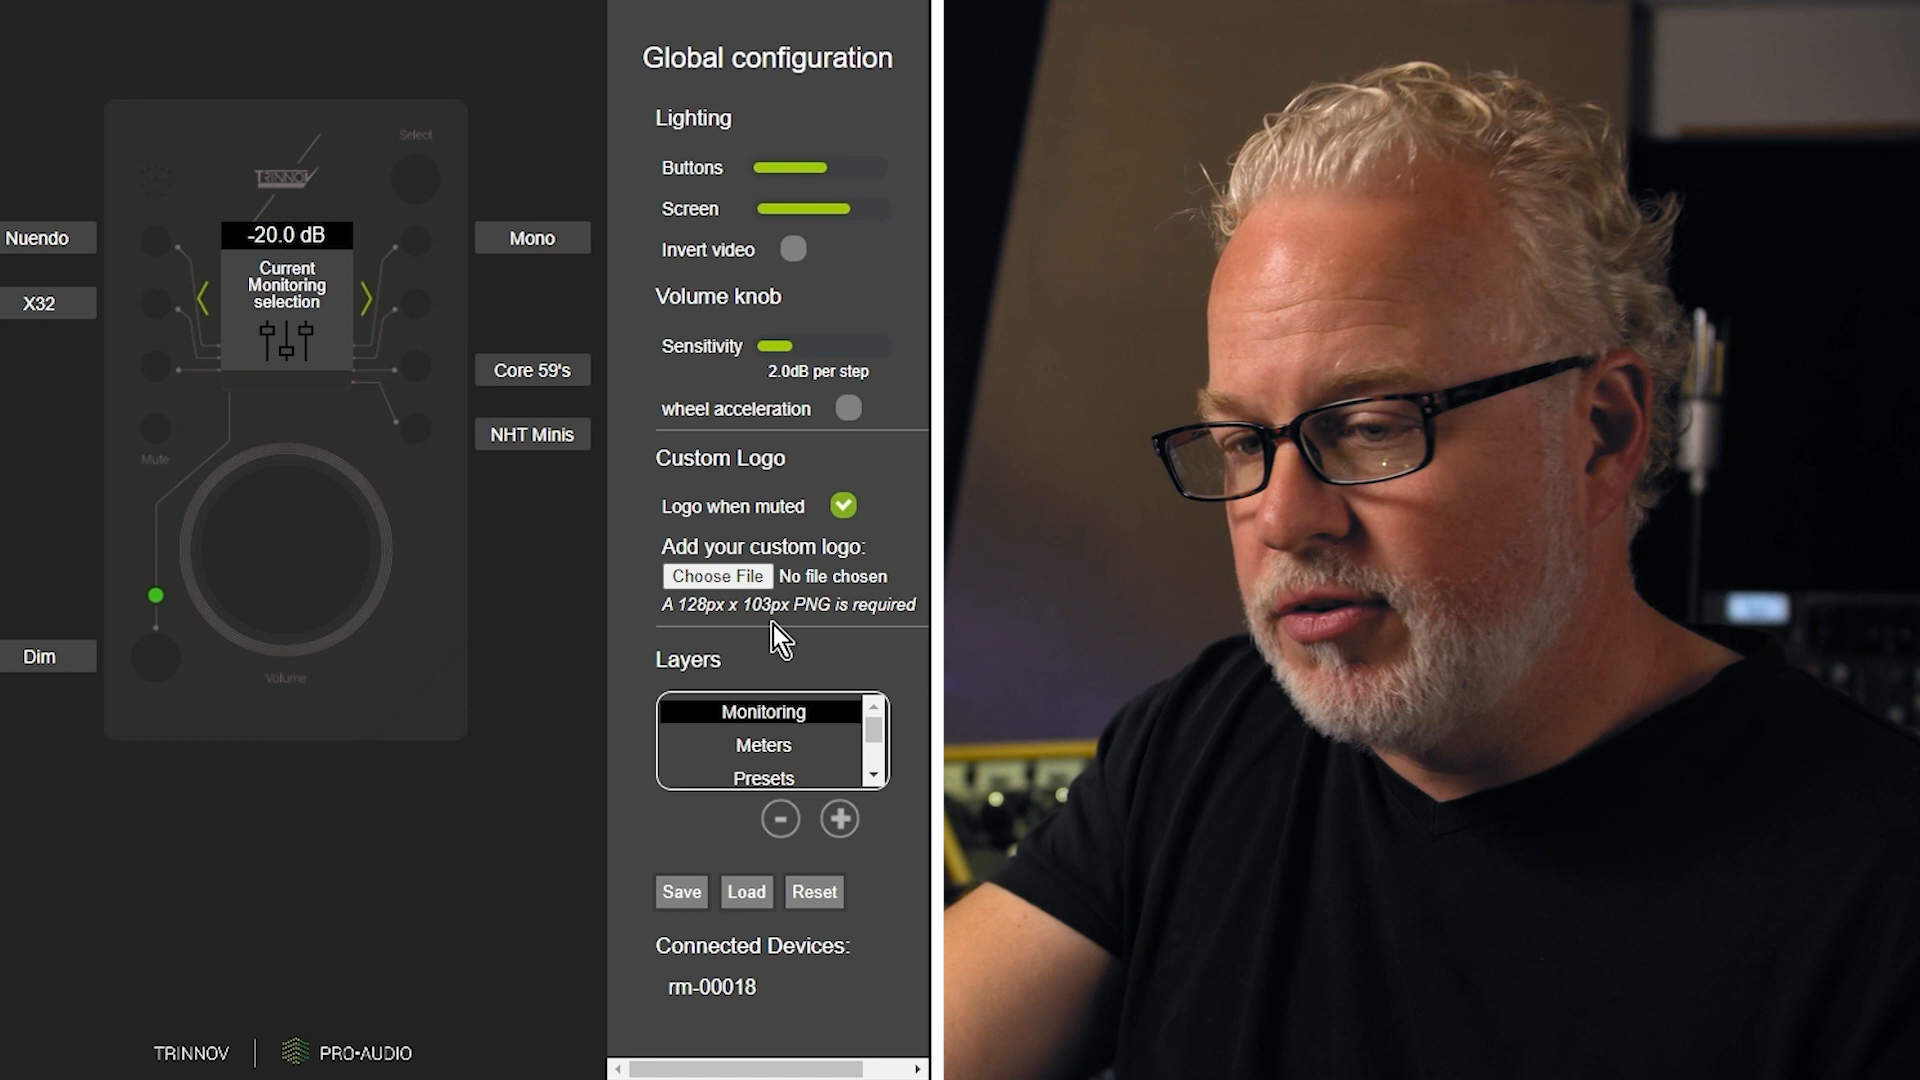 Nuendo
X32
Dim
Select
TRINNOV
-20.0 dB
Current
Monitoring
selection
Mute
Volume
Mono
Core 59's
NHT Minis
TRINNOV
PRO•AUDIO
Global configuration
Lighting
Buttons
Screen
Invert video
Volume knob
Sensitivity
2.0dB per step
wheel acceleration
Custom Logo
Logo when muted
Add your custom logo:
Choose File No file chosen
A 128px x 103px PNG is required
Layers
Monitoring
Meters
Presets
-
+
Save Load Reset
Connected Devices:
rm-00018